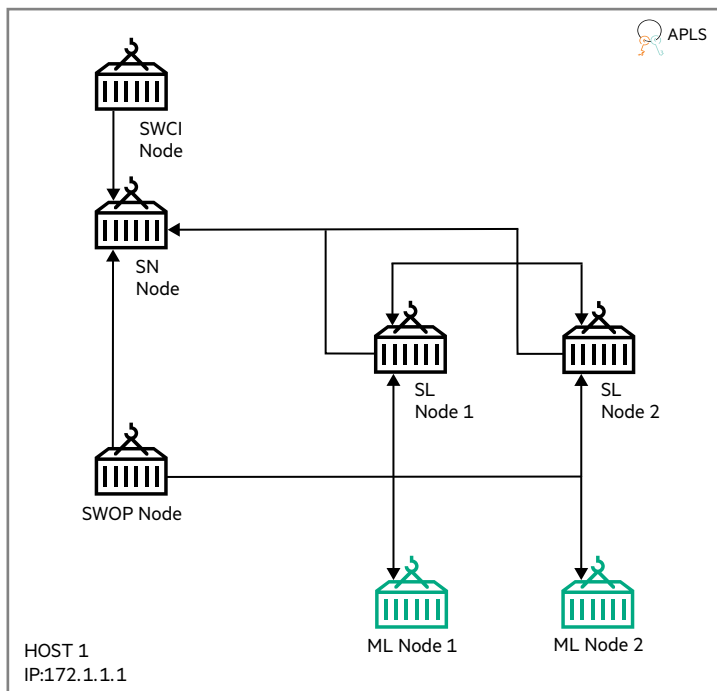 APLS
SWCI
Node
SN
Node
SL
Node 1
SL
Node 2
SWOP Node
ML Node 1
ML Node 2
HOST 1
IP:172.1.1.1